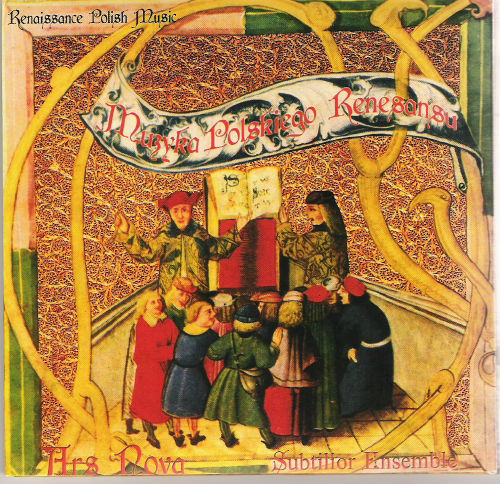 Renaissance Polish Music
Muzyka Polskiego Renesansu
Ars Nova
Subtilior Ensemble